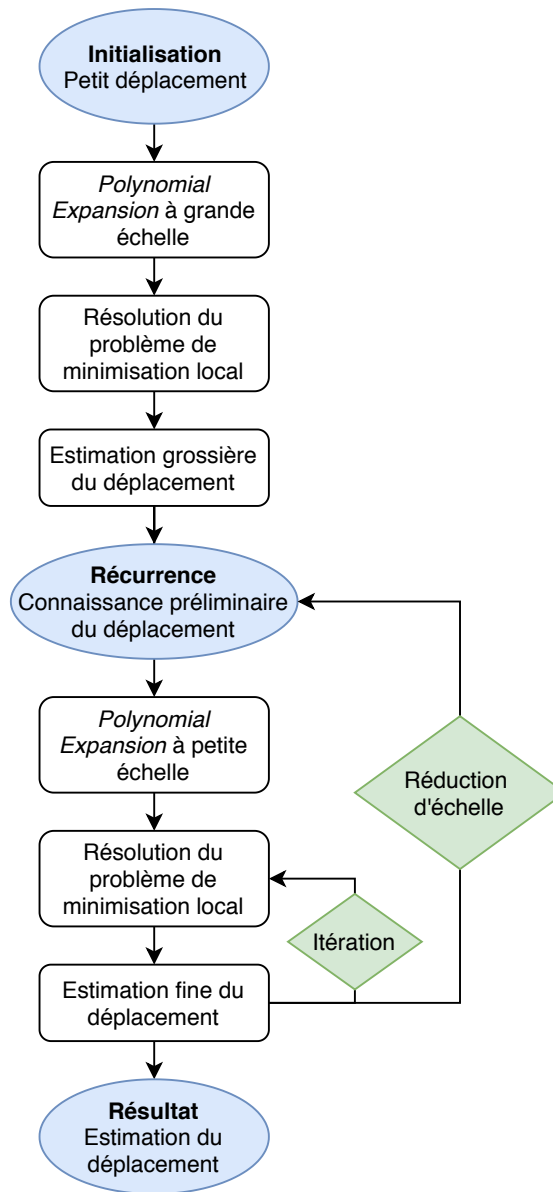 Initialisation
Petit déplacement
Polynomial
Expansion à grande
échelle
Résolution du
problème de
minimisation local
Estimation grossière
du déplacement
Récurrence
Connaissance préliminaire
du déplacement
Polynomial
Expansion à petite
échelle
Réduction
d'échelle
Résolution du
problème de
minimisation local
Itération
Estimation fine du
déplacement
Résultat
Estimation du
déplacement